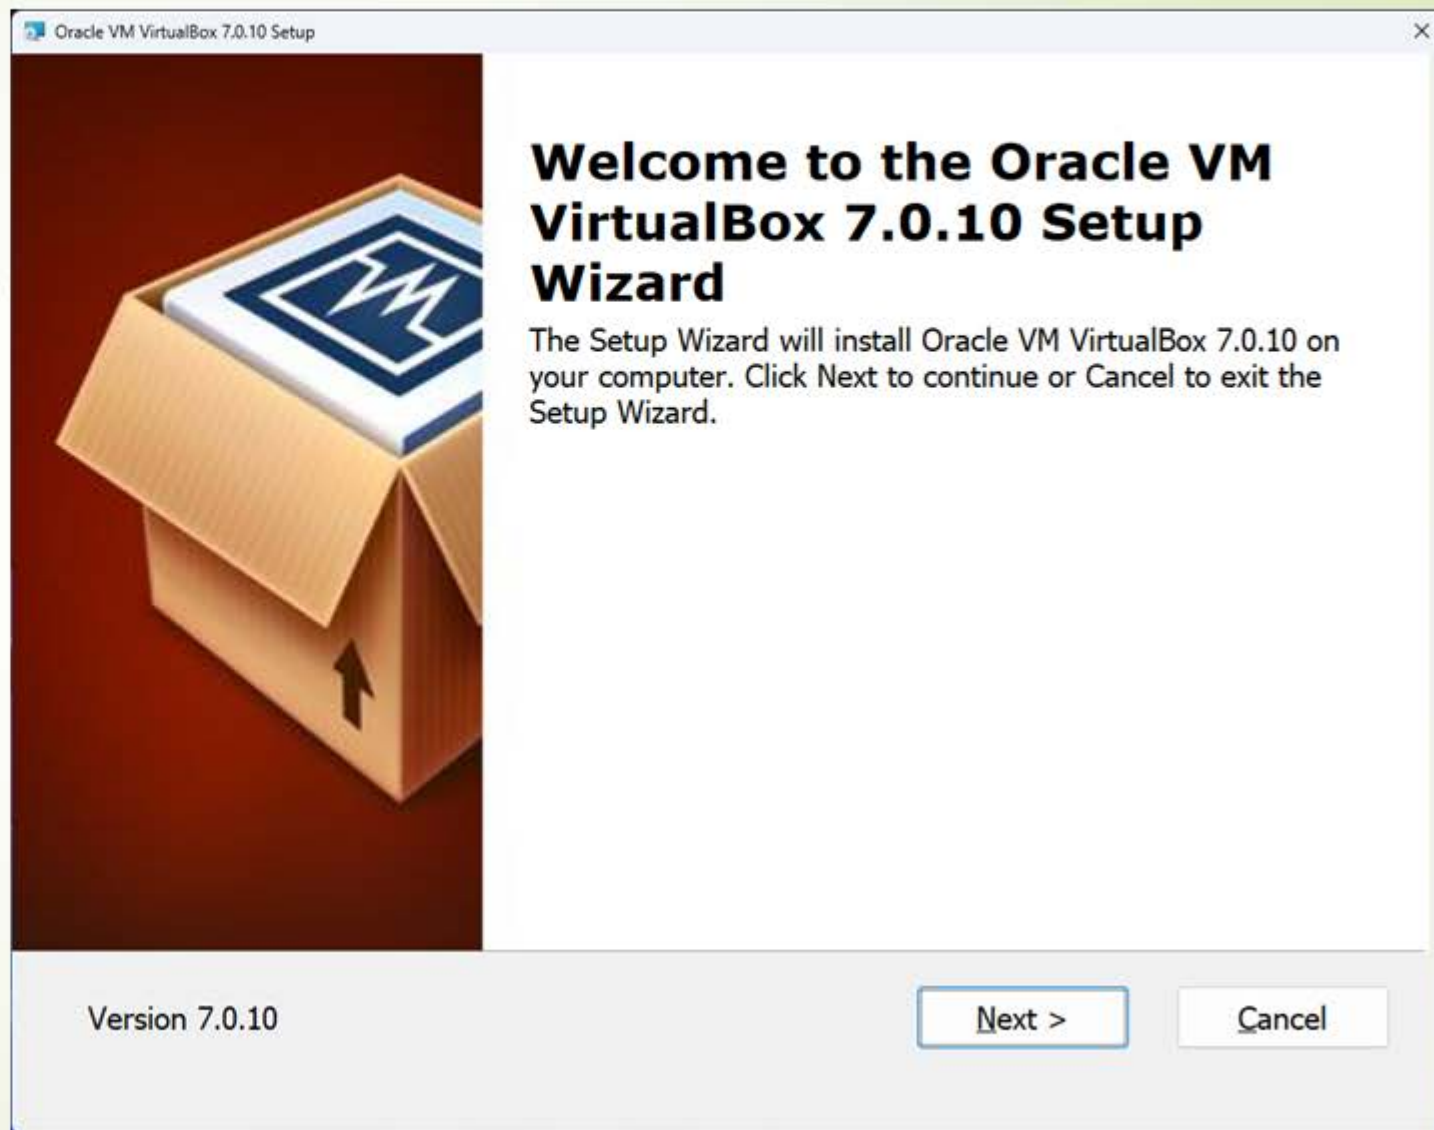 Oracle VM VirtualBox 7.0.10 Setup
Welcome to the Oracle VM
VirtualBox 7.0.10 Setup
Wizard
The Setup Wizard will install Oracle VM VirtualBox 7.0.10 on
your computer. Click Next to continue or Cancel to exit the
Setup Wizard.
Version 7.0.10
Next >
Cancel